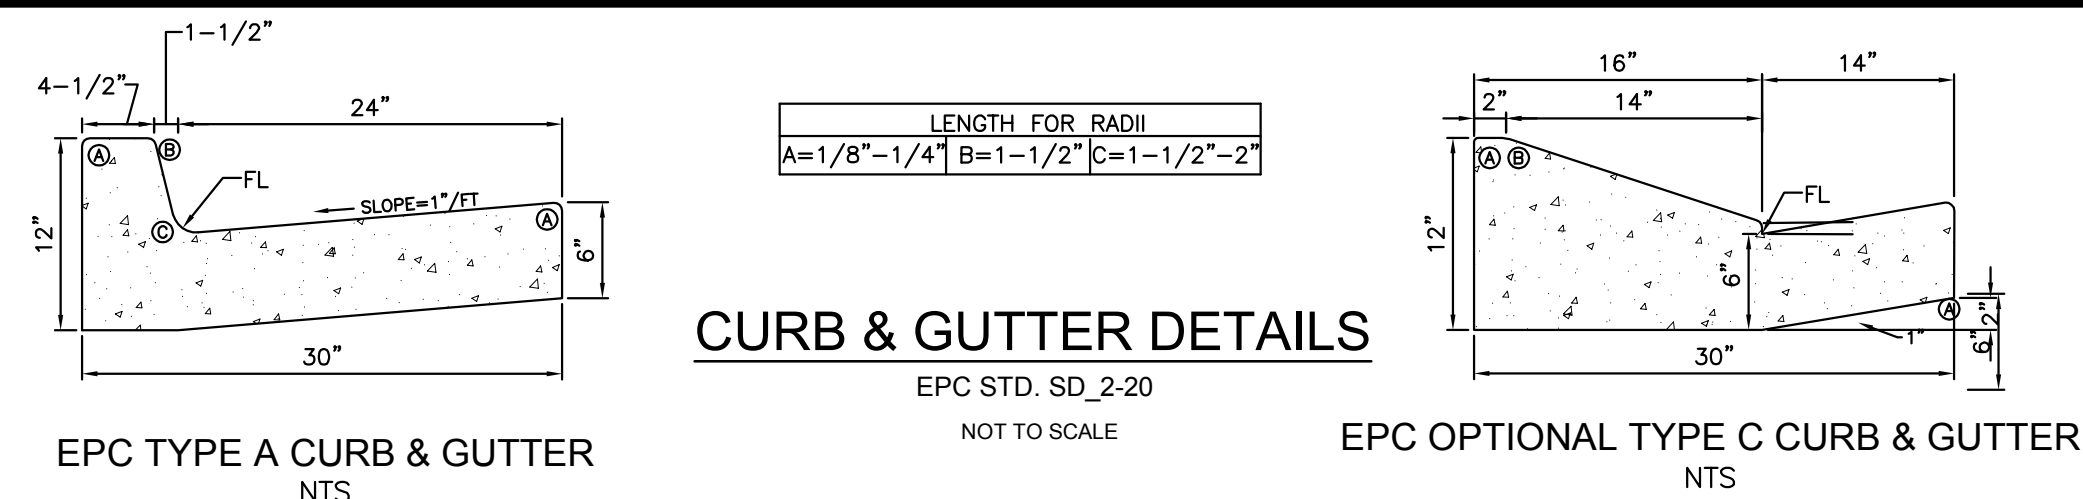 1-1/2"
4-1/2"
24"
A
B
FL
SLOPE=1"/FT
A
C
12"
6"
30"
EPC TYPE A CURB & GUTTER
NTS
LENGTH FOR RADII
A=1/8"-1/4" B=1-1/2" C=1-1/2"-2"
CURB & GUTTER DETAILS
EPC STD. SD_2-20
NOT TO SCALE
16" 14"
2" 14"
A B
FL
12"
6"
A
2"
1"
6"
30"
EPC OPTIONAL TYPE C CURB & GUTTER
NTS